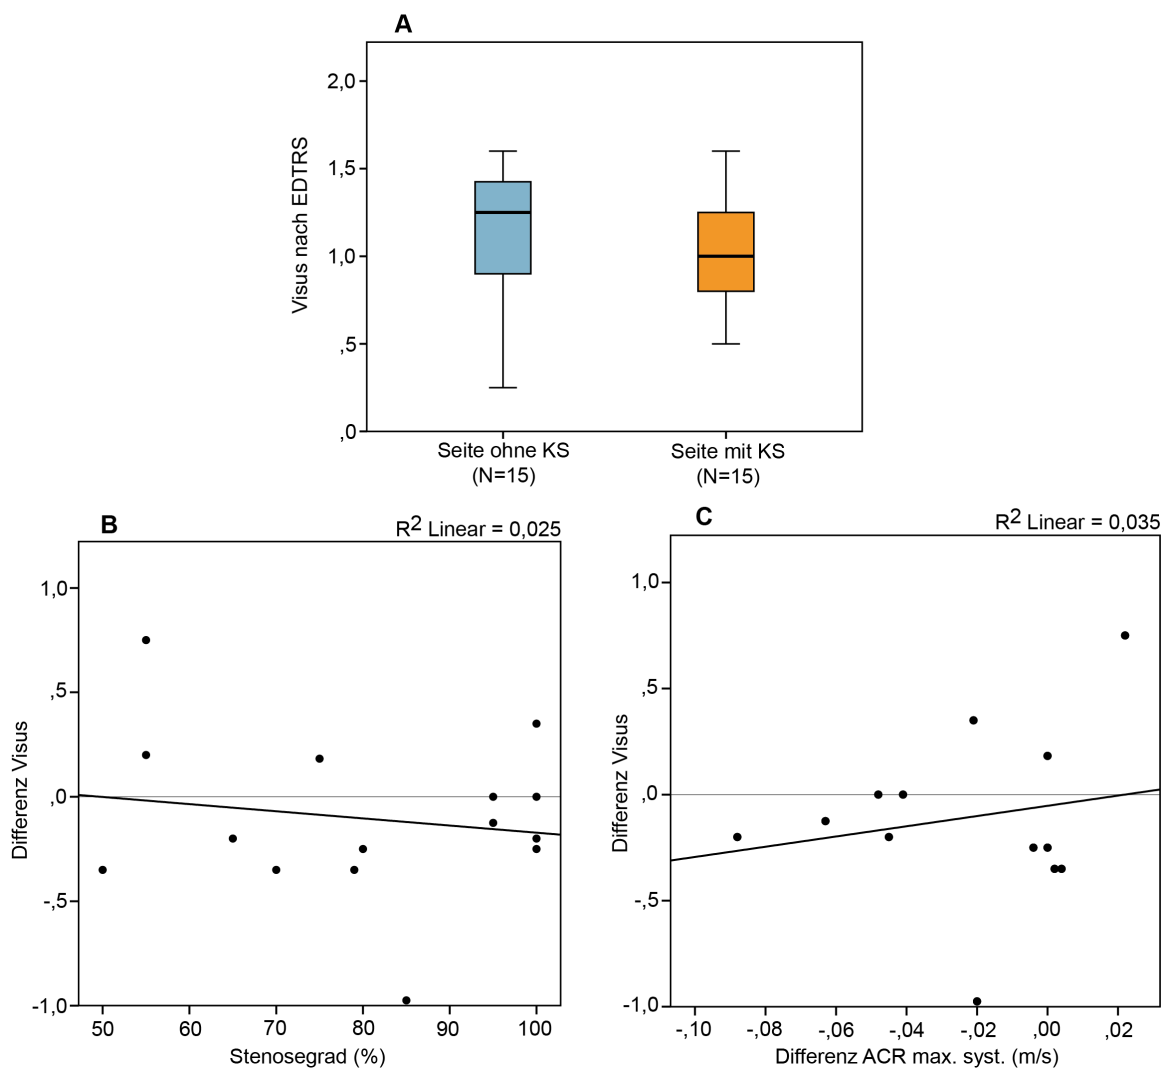 A
Visus nach EDTRS
2,0
1,5
1,0
,5
,0
Seite ohne KS
(N=15)
Seite mit KS
(N=15)
B
R2 Linear = 0,025
Differenz Visus
1,0
,5
,0
-,5
-1,0
50 60 70 80 90 100
Stenosegrad (%)
C
R2 Linear = 0,035
Differenz Visus
1,0
,5
,0
-,5
-1,0
-,10 -,08 -,06 -,04 -,02 ,00 ,02
Differenz ACR max. syst. (m/s)